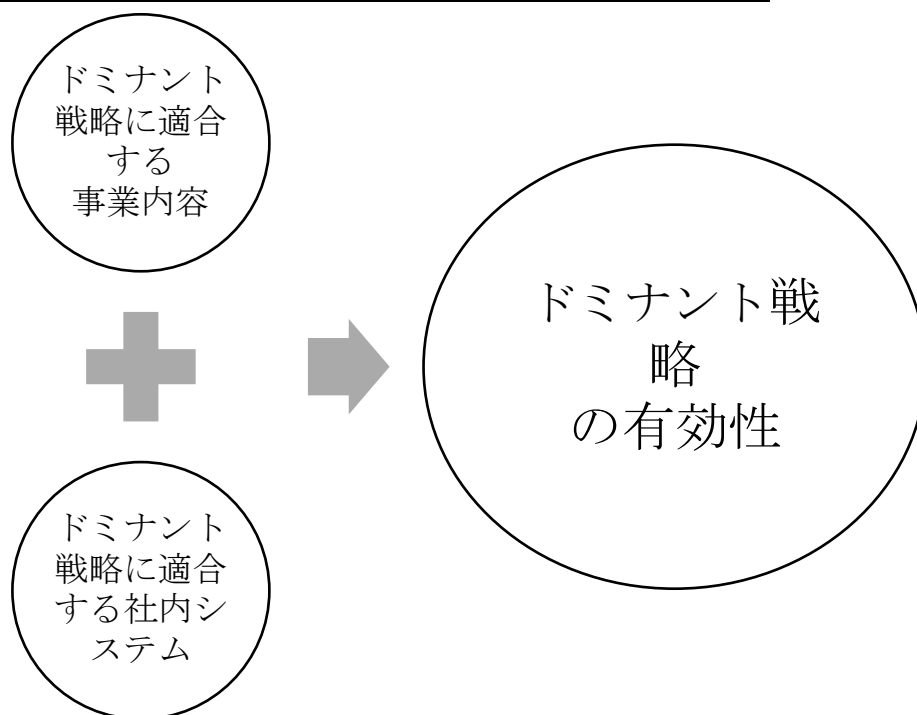 ドミナント
戦略に適合
する
事業内容
ドミナント戦
略
の有効性
ドミナント
戦略に適合
する社内シ
ステム